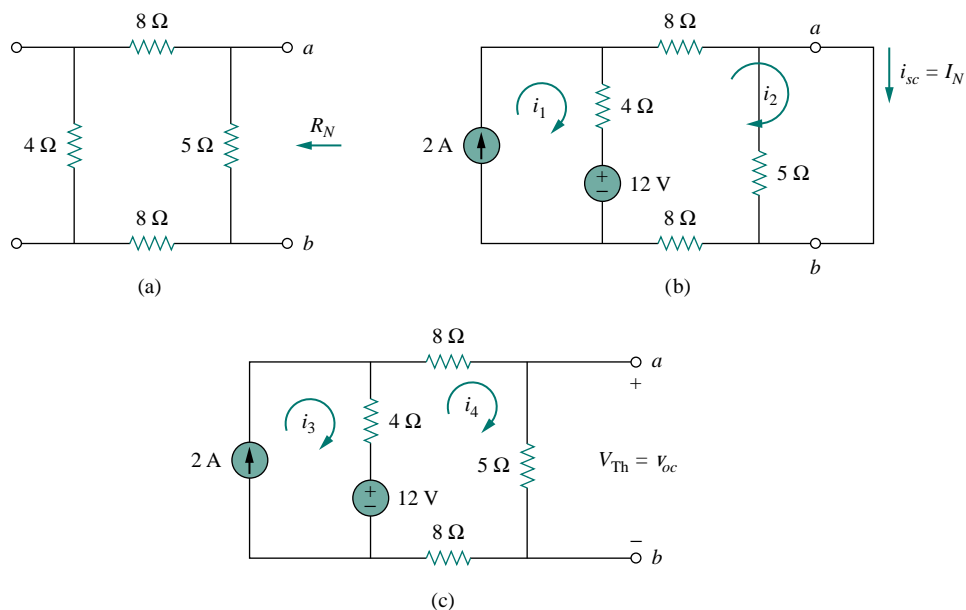 8 Ω
a
4 Ω
5 Ω
R_N
8 Ω
b
(a)
8 Ω
a
i_sc = I_N
i_1
4 Ω
i_2
2 A
+
−
12 V
5 Ω
8 Ω
b
(b)
8 Ω
a
+
i_3
4 Ω
i_4
2 A
5 Ω
V_Th = v_oc
+
−
12 V
8 Ω
−
b
(c)